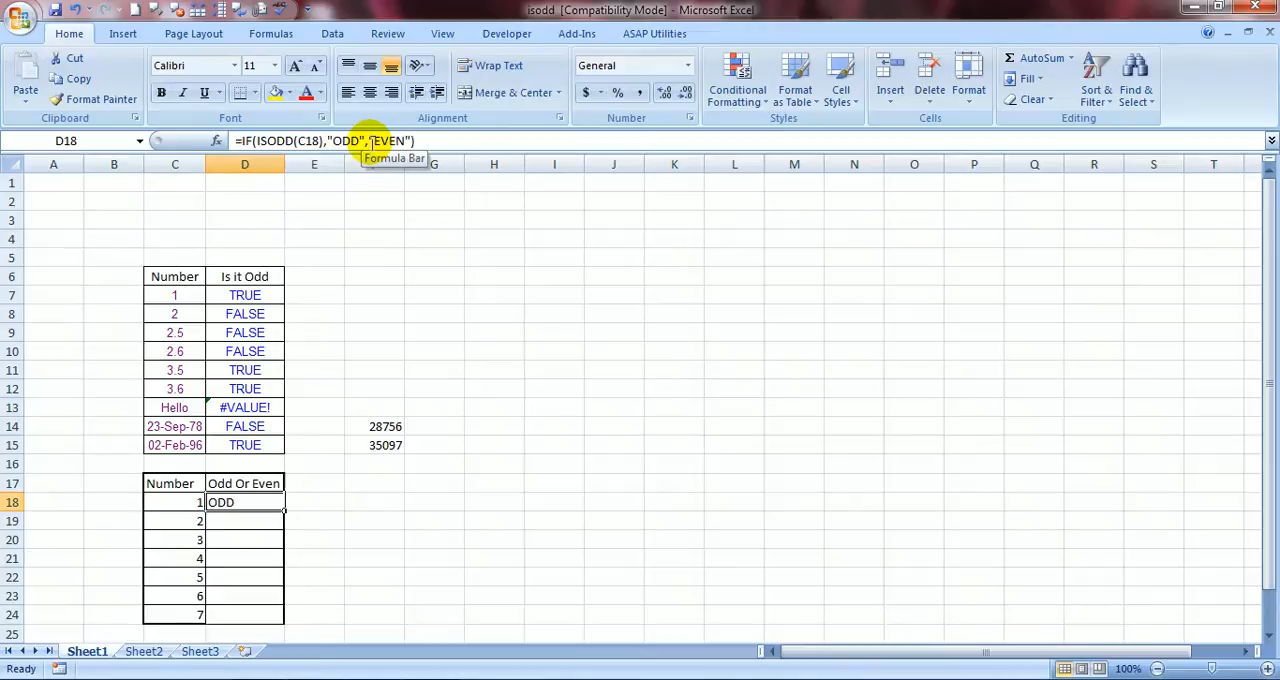 isodd [Compatibility Mode] - Microsoft Excel
Home Insert Page Layout Formulas Data Review View Developer Add-Ins ASAP Utilities
Paste
Cut
Copy
Format Painter
Clipboard
Calibri 11
A A
B I U
A
Font
Wrap Text
Merge & Center
Alignment
General
$ % , .0 .00 .00 .0
Number
Conditional Formatting
Format as Table
Cell Styles
Styles
Insert Delete Format
Cells
Σ AutoSum
Fill
Clear
Sort & Filter
Find & Select
Editing
D18 fx =IF(ISODD(C18),"ODD","EVEN")
Formula Bar
A B C D E G H I J K L M N O P Q R S T
1
2
3
4
5
6 Number Is it Odd
7 1 TRUE
8 2 FALSE
9 2.5 FALSE
10 2.6 FALSE
11 3.5 TRUE
12 3.6 TRUE
13 Hello #VALUE!
14 23-Sep-78 FALSE 28756
15 02-Feb-96 TRUE 35097
16
17 Number Odd Or Even
18 1 ODD
19 2
20 3
21 4
22 5
23 6
24 7
25
Sheet1 Sheet2 Sheet3
Ready 100%